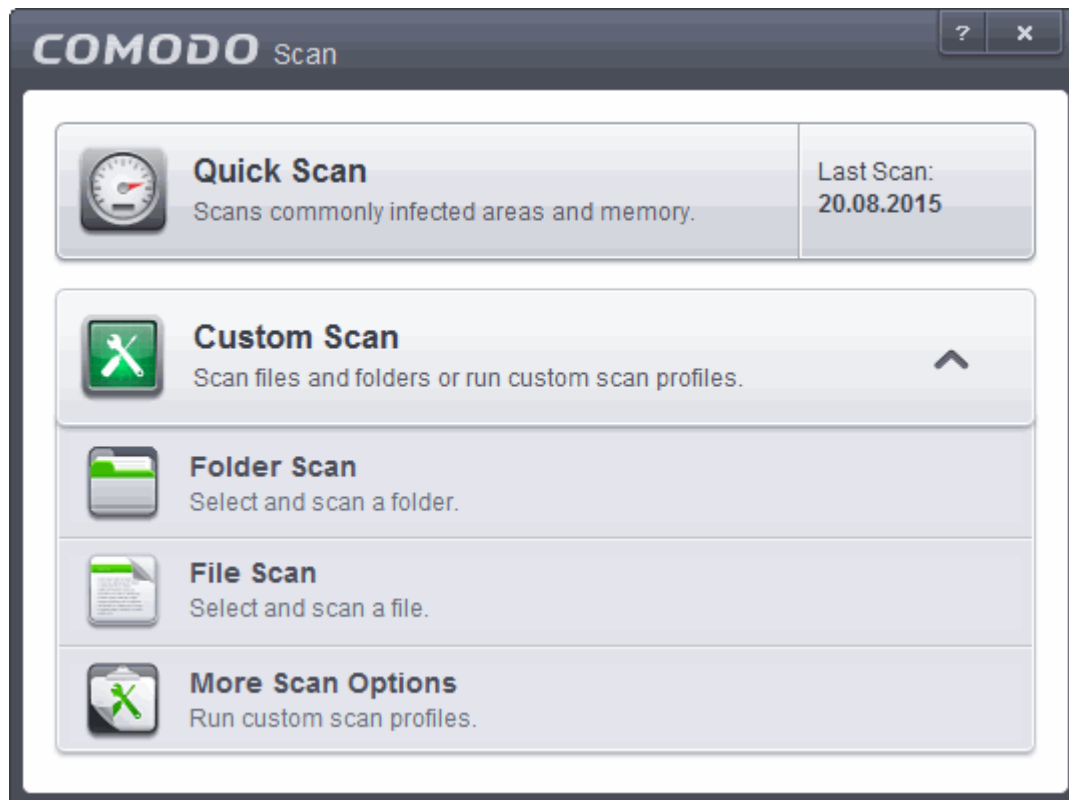 COMODO Scan
? ×
Quick Scan
Scans commonly infected areas and memory.
Last Scan:
20.08.2015
Custom Scan
Scan files and folders or run custom scan profiles.
Folder Scan
Select and scan a folder.
File Scan
Select and scan a file.
More Scan Options
Run custom scan profiles.